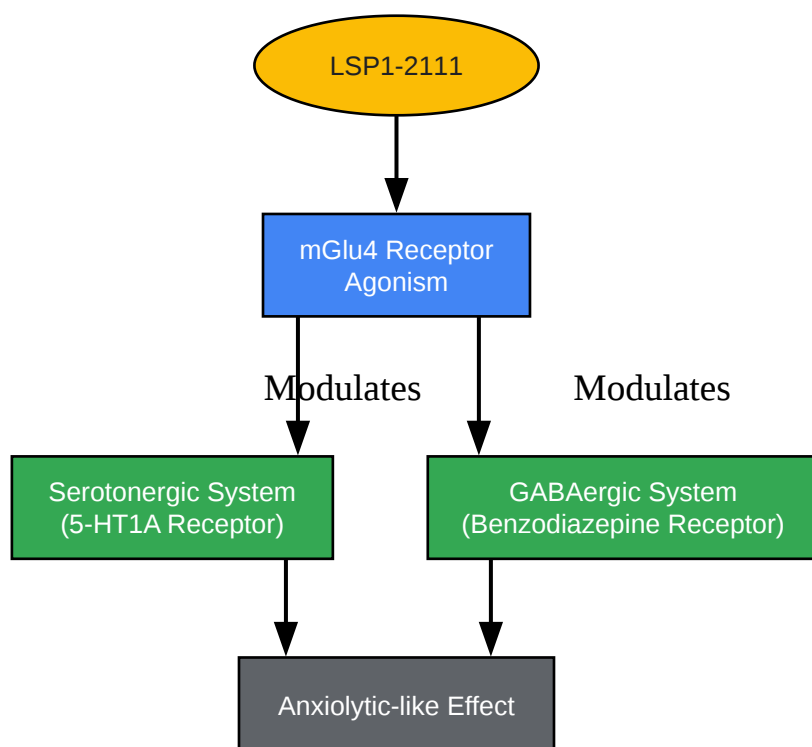 LSP1-2111
mGlu4 Receptor
Agonism
Modulates
Modulates
Serotonergic System
(5-HT1A Receptor)
GABAergic System
(Benzodiazepine Receptor)
Anxiolytic-like Effect